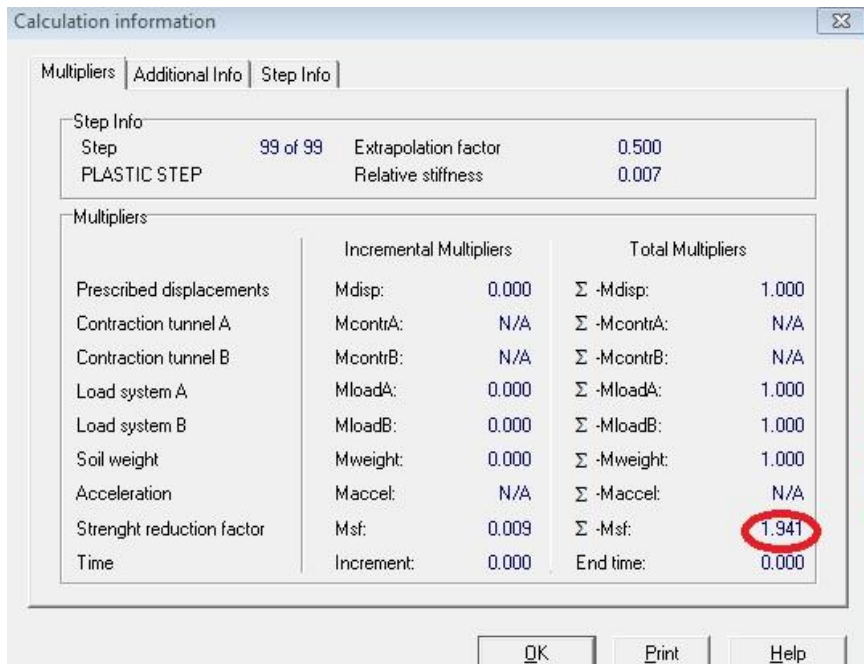 Calculation information
Multipliers Additional Info Step Info
Step Info
Step 99 of 99 Extrapolation factor 0.500
PLASTIC STEP Relative stiffness 0.007
Multipliers
Incremental Multipliers Total Multipliers
Prescribed displacements Mdisp: 0.000 Σ -Mdisp: 1.000
Contraction tunnel A McontrA: N/A Σ -McontrA: N/A
Contraction tunnel B McontrB: N/A Σ -McontrB: N/A
Load system A MloadA: 0.000 Σ -MloadA: 1.000
Load system B MloadB: 0.000 Σ -MloadB: 1.000
Soil weight Mweight: 0.000 Σ -Mweight: 1.000
Acceleration Maccel: N/A Σ -Maccel: N/A
Strenght reduction factor Msf: 0.009 Σ -Msf: 1.941
Time Increment: 0.000 End time: 0.000
OK Print Help